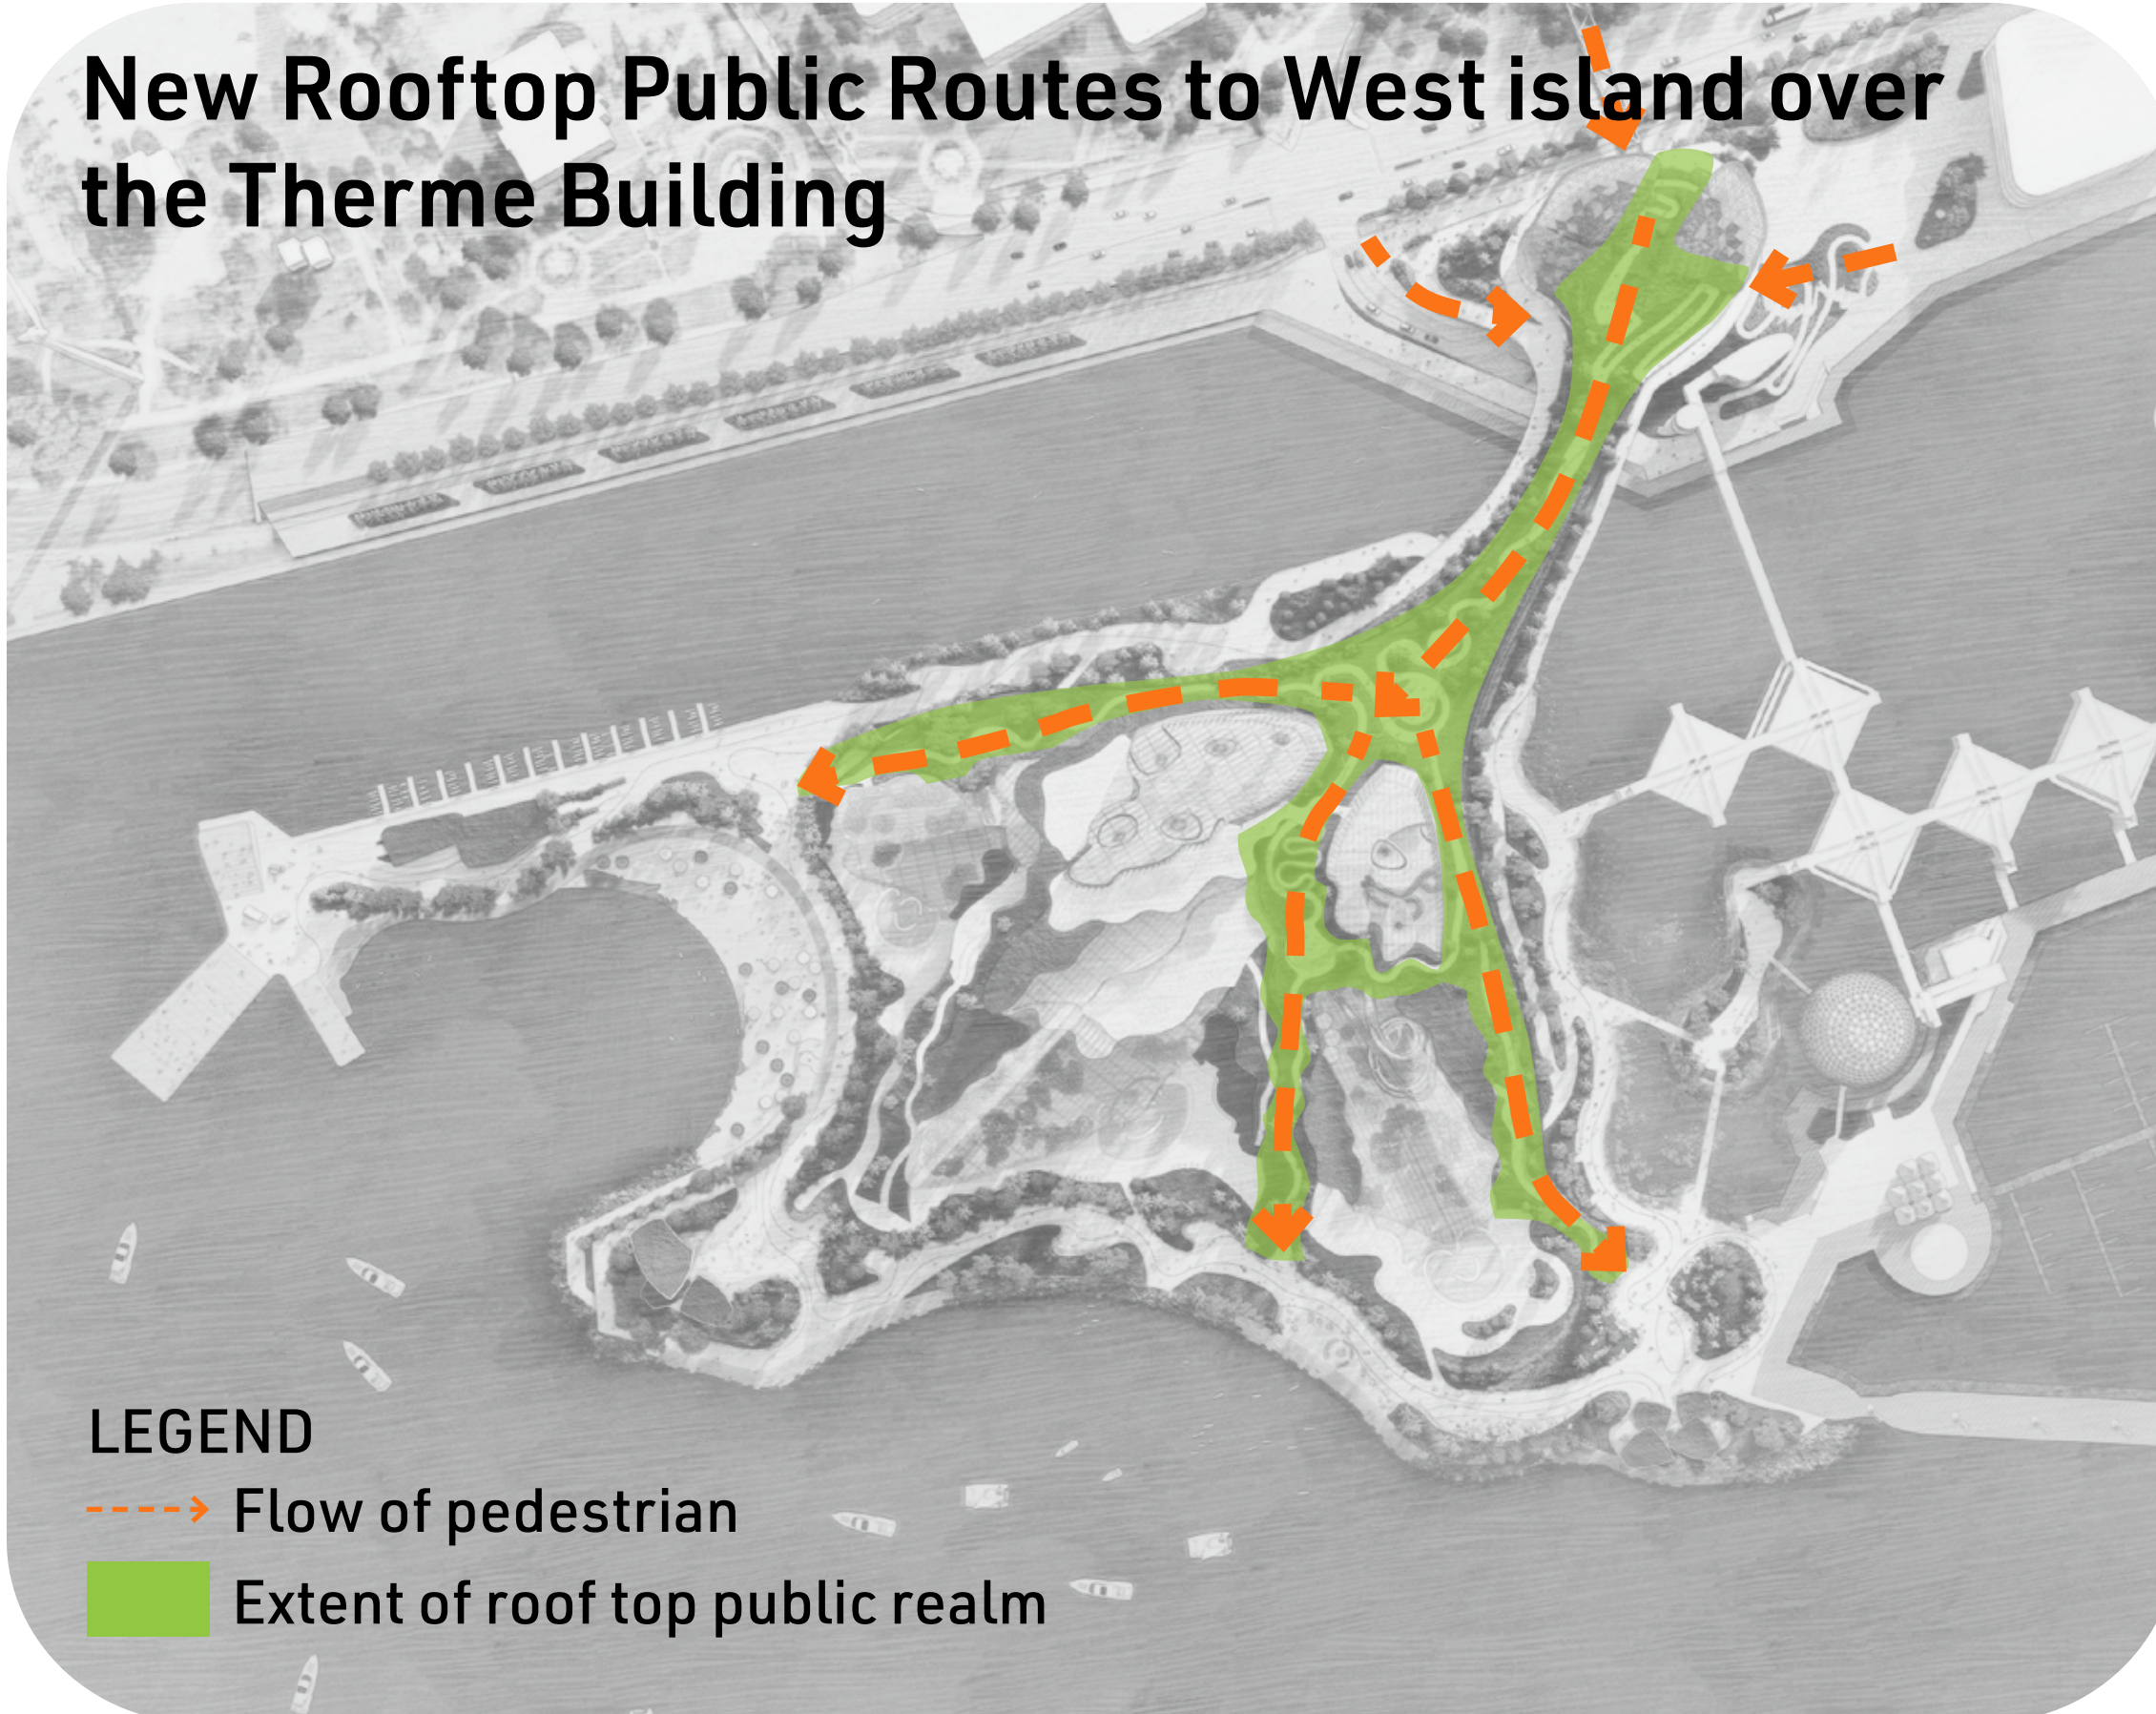 New Rooftop Public Routes to West island over
the Therme Building
LEGEND
Flow of pedestrian
Extent of roof top public realm